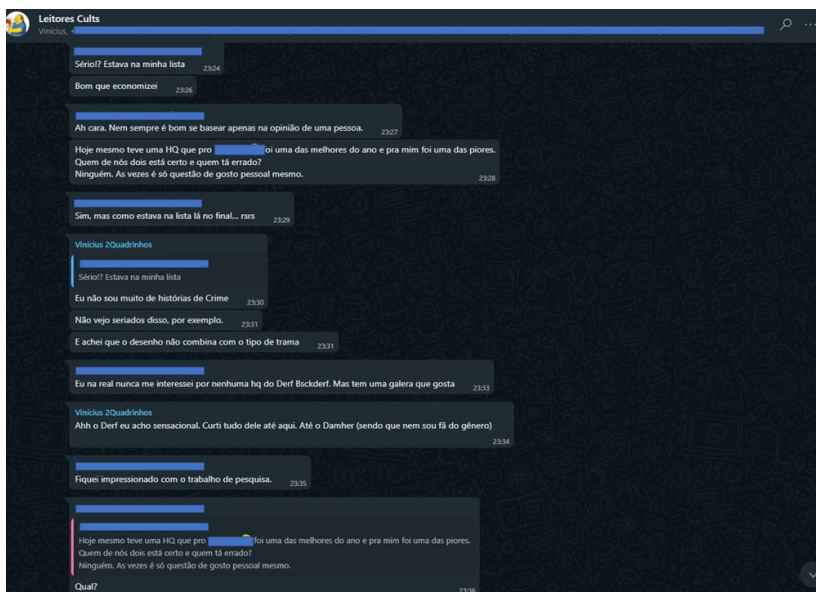 Leitores Cults
Vinícius, +
Sério!? Estava na minha lista
23:24
Bom que economizei
23:26
Ah cara. Nem sempre é bom se basear apenas na opinião de uma pessoa.
23:27
Hoje mesmo teve uma HQ que pro oi uma das melhores do ano e pra mim foi uma das piores.
Quem de nós dois está certo e quem tá errado?
Ninguém. As vezes é só questão de gosto pessoal mesmo.
23:28
Sim, mas como estava na lista lá no final... rsrs
23:29
Vinícius 2Quadrinhos
Sério!? Estava na minha lista
Eu não sou muito de histórias de Crime
23:30
Não vejo seriados disso, por exemplo.
23:31
E achei que o desenho não combina com o tipo de trama
23:31
Eu na real nunca me interessei por nenhuma hq do Derf Bsckderf. Mas tem uma galera que gosta
23:33
Vinícius 2Quadrinhos
Ahh o Derf eu acho sensacional. Curti tudo dele até aqui. Até o Damher (sendo que nem sou fã do gênero)
23:34
Fiquei impressionado com o trabalho de pesquisa.
23:35
Hoje mesmo teve uma HQ que pro foi uma das melhores do ano e pra mim foi uma das piores.
Quem de nós dois está certo e quem tá errado?
Ninguém. As vezes é só questão de gosto pessoal mesmo.
Qual?
23:36